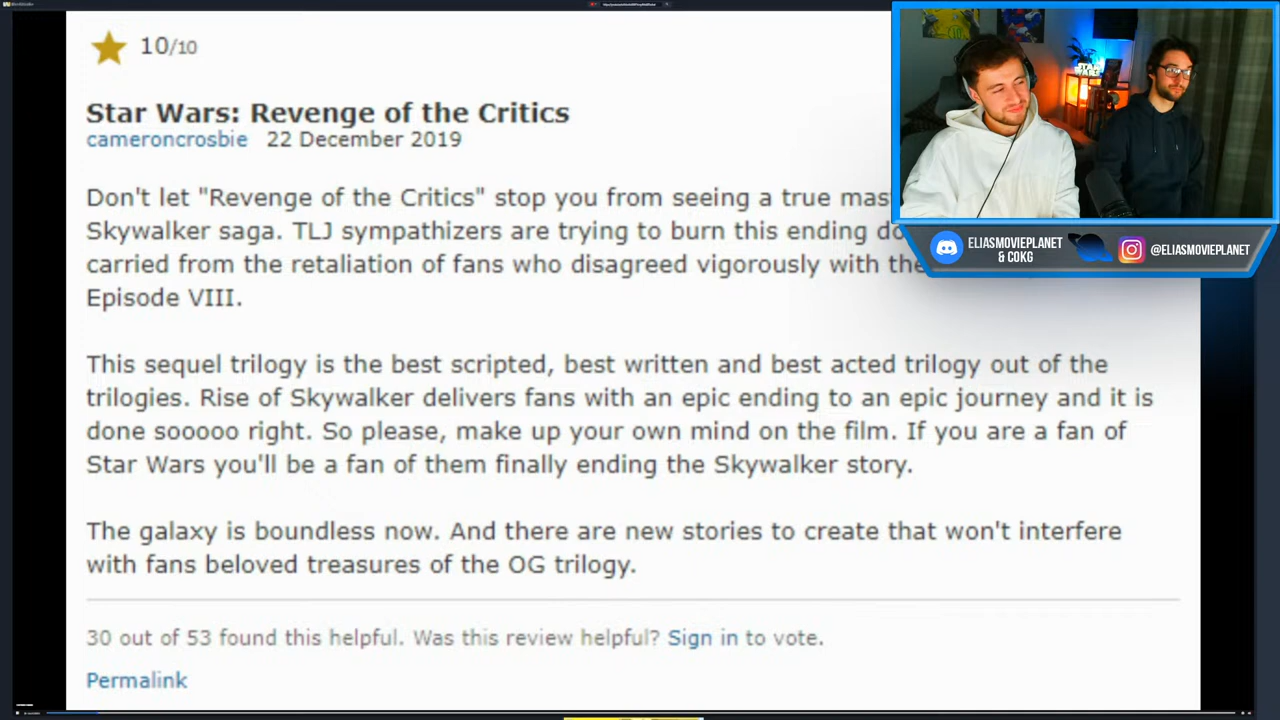 10/10
Star Wars: Revenge of the Critics
cameroncrosbie 22 December 2019
Don't let "Revenge of the Critics" stop you from seeing a true
Skywalker saga. TLJ sympathizers are trying to burn this ending
carried from the retaliation of fans who disagreed vigorously with
Episode VIII.
This sequel trilogy is the best scripted, best written and best acted trilogy out of the
trilogies. Rise of Skywalker delivers fans with an epic ending to an epic journey and it is
done sooooo right. So please, make up your own mind on the film. If you are a fan of
Star Wars you'll be a fan of them finally ending the Skywalker story.
The galaxy is boundless now. And there are new stories to create that won't interfere
with fans beloved treasures of the OG trilogy.
30 out of 53 found this helpful. Was this review helpful? Sign in to vote.
Permalink
STAR WARS
ELIASMOVIEPLANET
& COKG
@ELIASMOVIEPLANET